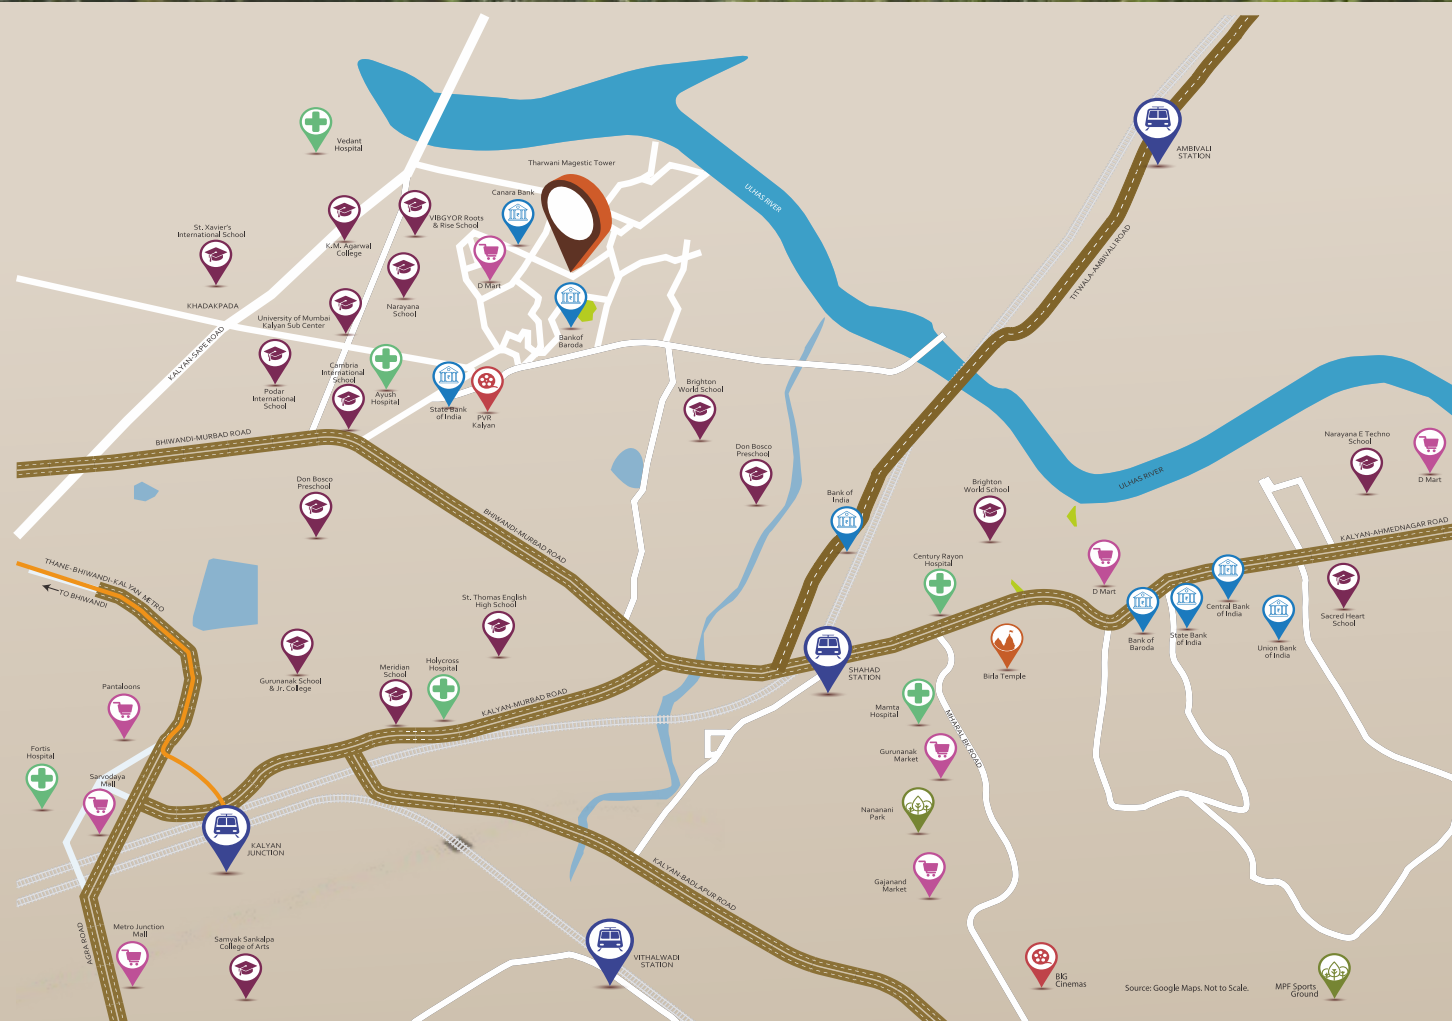 Vedant
Hospital
Tharwani Magestic Tower
AMBIVALI
STATION
Canara Bank
ULHAS RIVER
VIBGYOR Roots
& Rise School
St. Xavier's
International School
K.M. Agarwal
College
TITWALA-AMBIVALI ROAD
D Mart
KHADAKPADA
Narayana
School
University of Mumbai
Kalyan Sub Center
Bankof
Baroda
KALYAN-SAPE ROAD
Cambria
International
School
Podar
International
School
Ayush
Hospital
State Bank
of India
PVR
Kalyan
Brighton
World School
BHIWANDI-MURBAD ROAD
Don Bosco
Preschool
Narayana E Techno
School
D Mart
ULHAS RIVER
Don Bosco
Preschool
Brighton
World School
Bank of
India
BHIWANDI-MURBAD ROAD
KALYAN-AHMEDNAGAR ROAD
THANE-BHIWANDI-KALYAN METRO
TO BHIWANDI
Century Rayon
Hospital
D Mart
St. Thomas English
High School
Central Bank
of India
Sacred Heart
School
Bank of
Baroda
State Bank
of India
Union Bank
of India
Gurunanak School
& Jr. College
Meridian
School
Holycross
Hospital
SHAHAD
STATION
Birla Temple
Pantaloons
KALYAN-MURBAD ROAD
Mamta
Hospital
MHARAL BK ROAD
Fortis
Hospital
Sarvodaya
Mall
Gurunanak
Market
Nananani
Park
KALYAN
JUNCTION
KALYAN-BADLAPUR ROAD
Gajanand
Market
AGRA ROAD
Metro Junction
Mall
Samyak Sankalpa
College of Arts
VITHALWADI
STATION
BIG
Cinemas
Source: Google Maps. Not to Scale.
MPF Sports
Ground